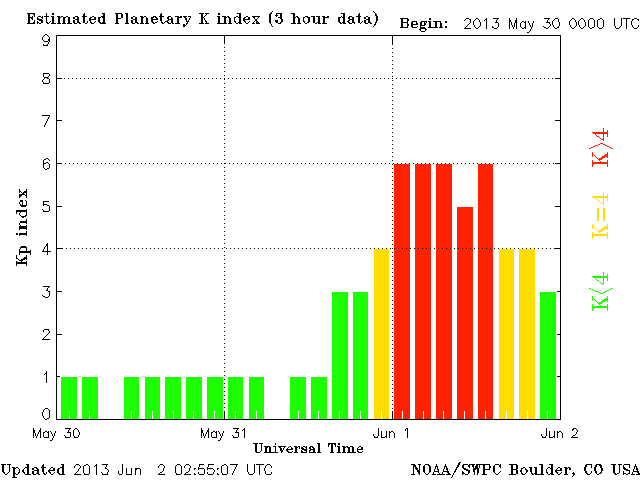 Estimated Planetary K index (3 hour data) Begin: 2013 May 30 0000 UTC
9
8
7
6
5
4
3
2
1
0
Kp index
May 30 May 31 Jun 1 Jun 2
Universal Time
K>4
K=4
K<4
Updated 2013 Jun 2 02:55:07 UTC NOAA/SWPC Boulder, CO USA